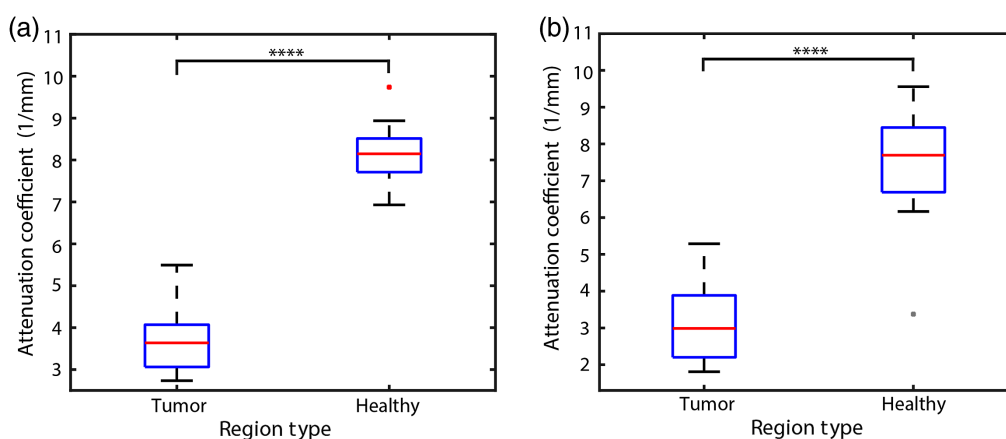 (a)
Attenuation coefficient (1/mm)
11
10
9
8
7
6
5
4
3
****
Tumor Healthy
Region type
(b)
Attenuation coefficient (1/mm)
11
10
9
8
7
6
5
4
3
2
****
Tumor Healthy
Region type